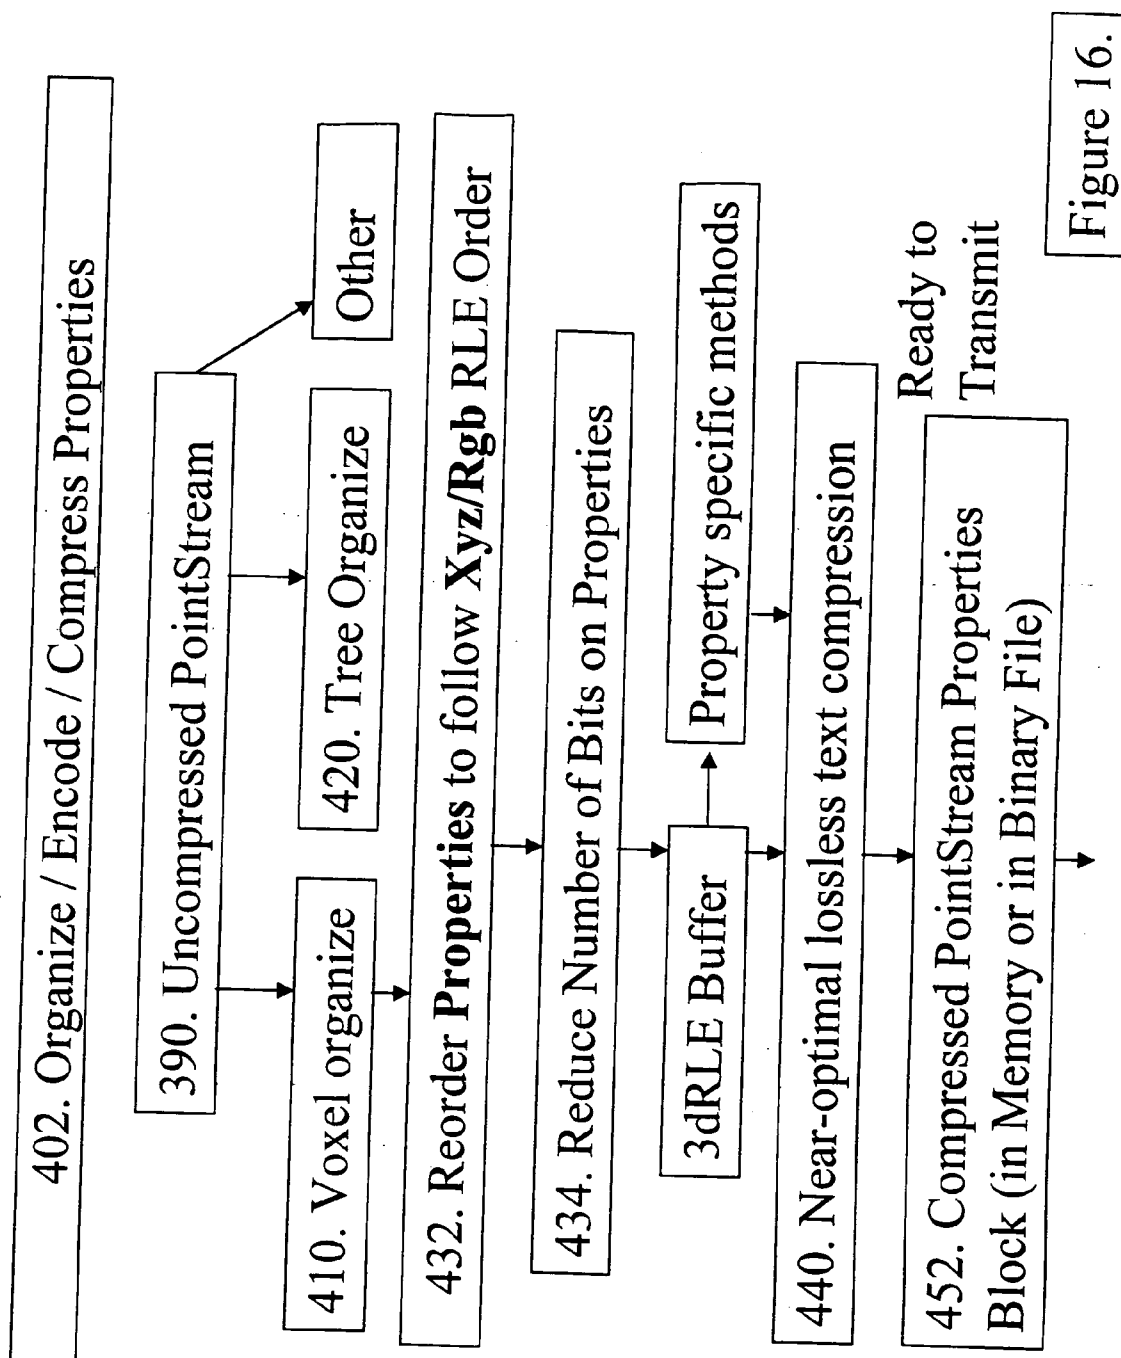 402. Organize / Encode / Compress Properties
390. Uncompressed PointStream
410. Voxel organize
420. Tree Organize
Other
432. Reorder Properties to follow Xyz/Rgb RLE Order
434. Reduce Number of Bits on Properties
3dRLE Buffer
Property specific methods
440. Near-optimal lossless text compression
Ready to
Transmit
452. Compressed PointStream Properties
Block (in Memory or in Binary File)
Figure 16.